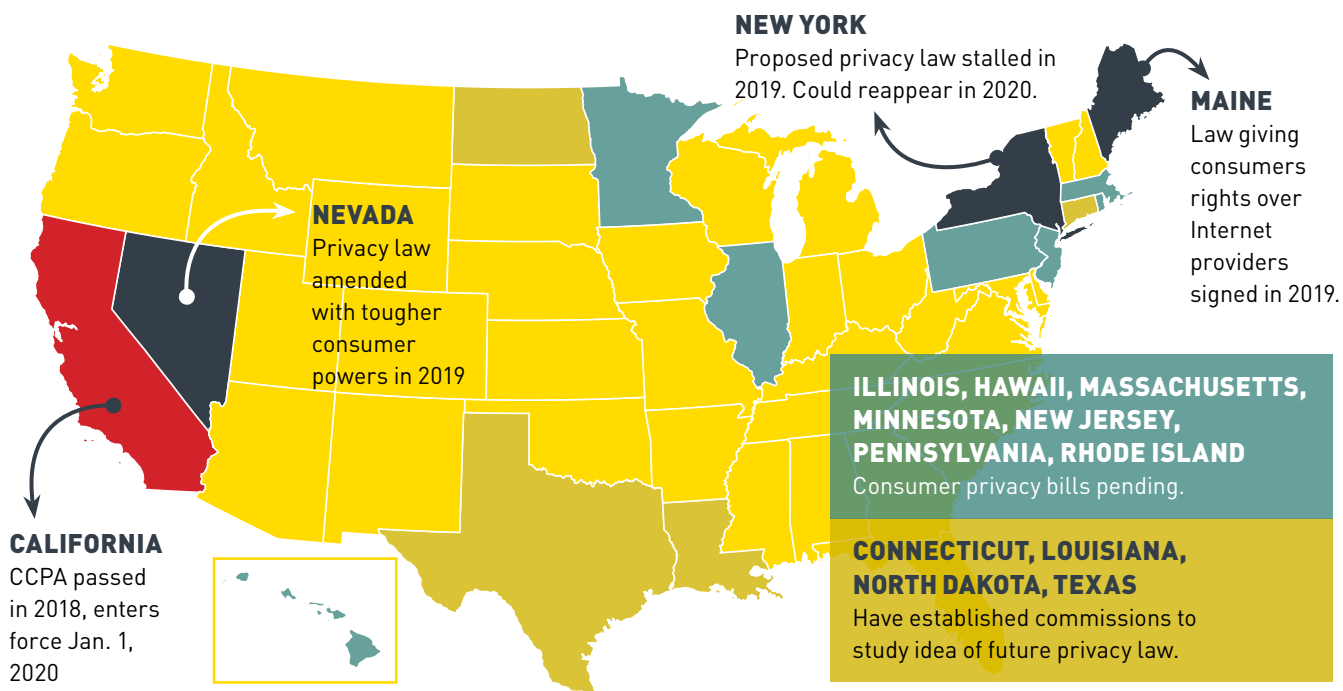 NEW YORK
Proposed privacy law stalled in
2019. Could reappear in 2020.
MAINE
Law giving
consumers
rights over
Internet
providers
signed in 2019.
NEVADA
Privacy law
amended
with tougher
consumer
powers in 2019
CALIFORNIA
CCPA passed
in 2018, enters
force Jan. 1,
2020
ILLINOIS, HAWAII, MASSACHUSETTS,
MINNESOTA, NEW JERSEY,
PENNSYLVANIA, RHODE ISLAND
Consumer privacy bills pending.
CONNECTICUT, LOUISIANA,
NORTH DAKOTA, TEXAS
Have established commissions to
study idea of future privacy law.